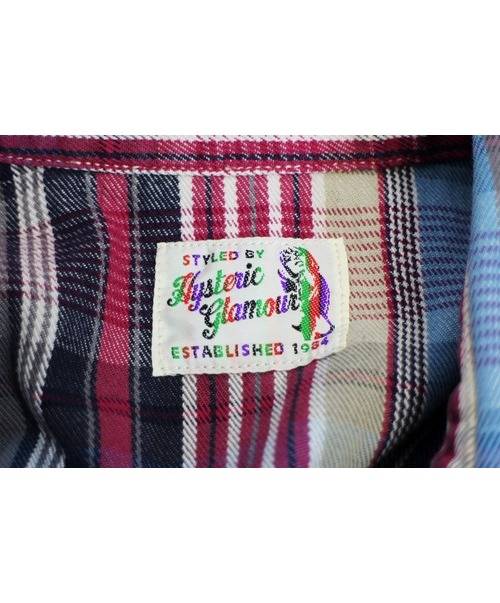 STYLED BY
Hysteric
Glamour
ESTABLISHED 1984